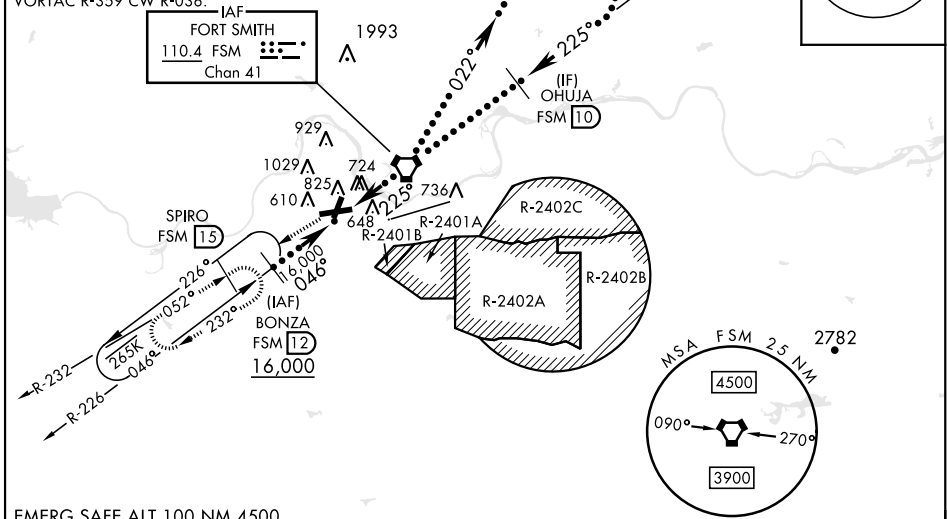 VORTAC R-359 CW R-038.
IAF
FORT SMITH
110.4 FSM
Chan 41
1993
022°
225°
(IF)
OHUJA
FSM 10
929
1029
724
825
610
648
225°
736
SPIRO
FSM 15
R-2401B
R-2401A
R-2402C
R-2402A
R-2402B
226°
052°
232°
16,000
046°
265K
046°
(IAF)
BONZA
FSM 12
16,000
R-232
R-226
2782
MSA FSM 25 NM
4500
090°
270°
3900
EMERG SAFE ALT 100 NM 4500